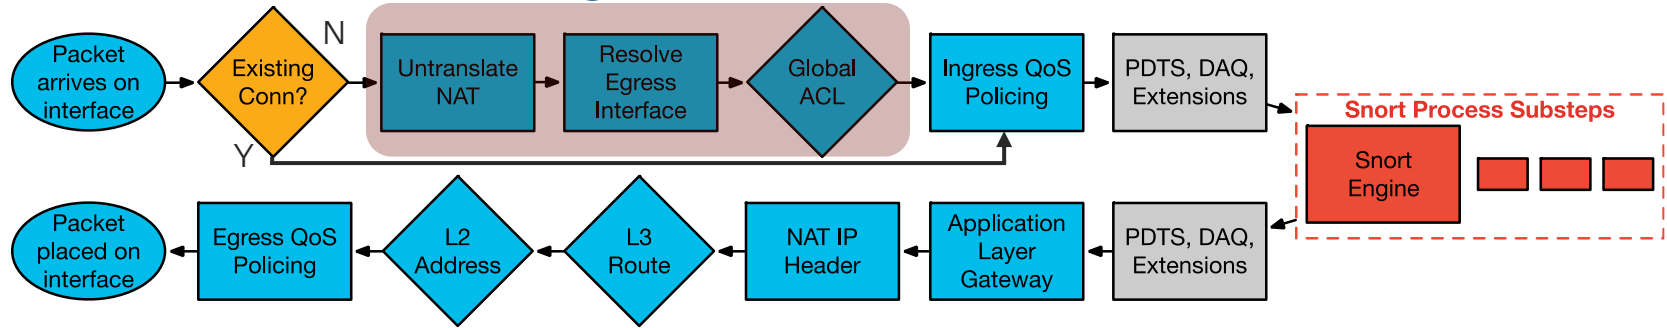 Packet
arrives on
interface
Existing
Conn?
N
Y
Untranslate
NAT
Resolve
Egress
Interface
Global
ACL
Ingress QoS
Policing
PDTS, DAQ,
Extensions
Snort Process Substeps
Snort
Engine
PDTS, DAQ,
Extensions
Application
Layer
Gateway
NAT IP
Header
L3
Route
L2
Address
Egress QoS
Policing
Packet
placed on
interface